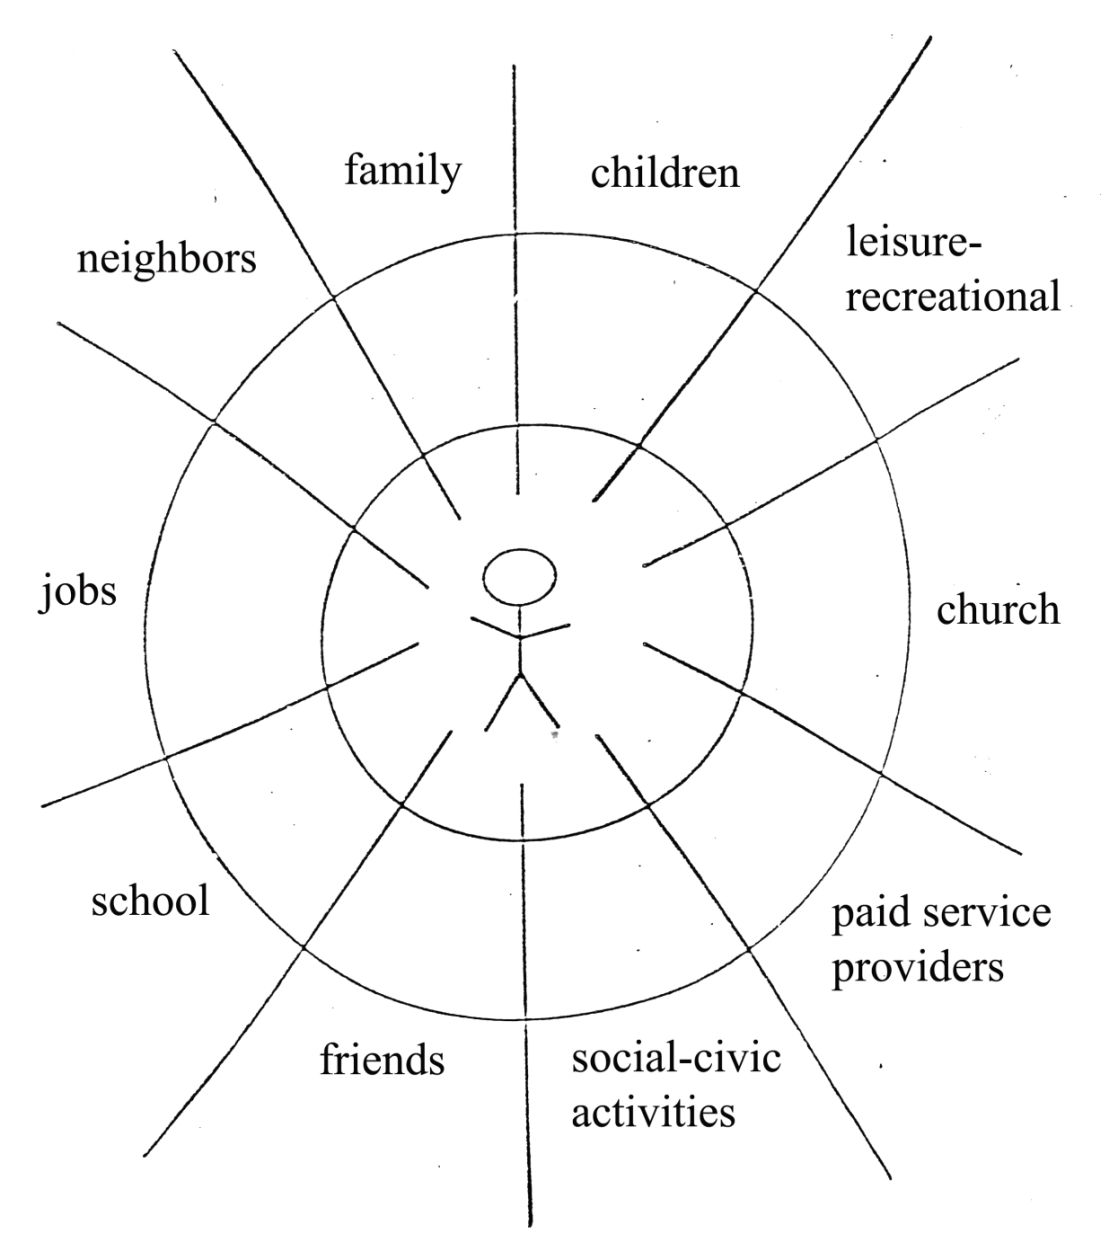 family
children
neighbors
leisure-
recreational
jobs
church
school
paid service
providers
friends
social-civic
activities